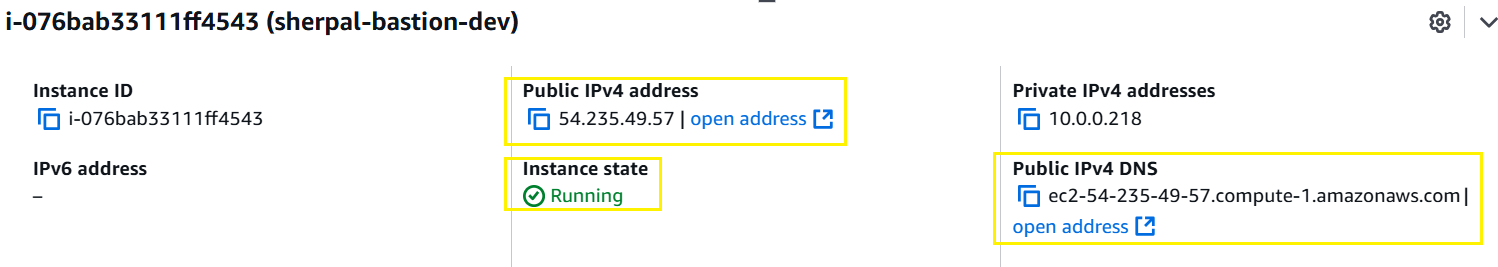 i-076bab33111ff4543 (sherpal-bastion-dev)
Instance ID
i-076bab33111ff4543
Public IPv4 address
54.235.49.57 | open address
Private IPv4 addresses
10.0.0.218
IPv6 address
–
Instance state
Running
Public IPv4 DNS
ec2-54-235-49-57.compute-1.amazonaws.com |
open address